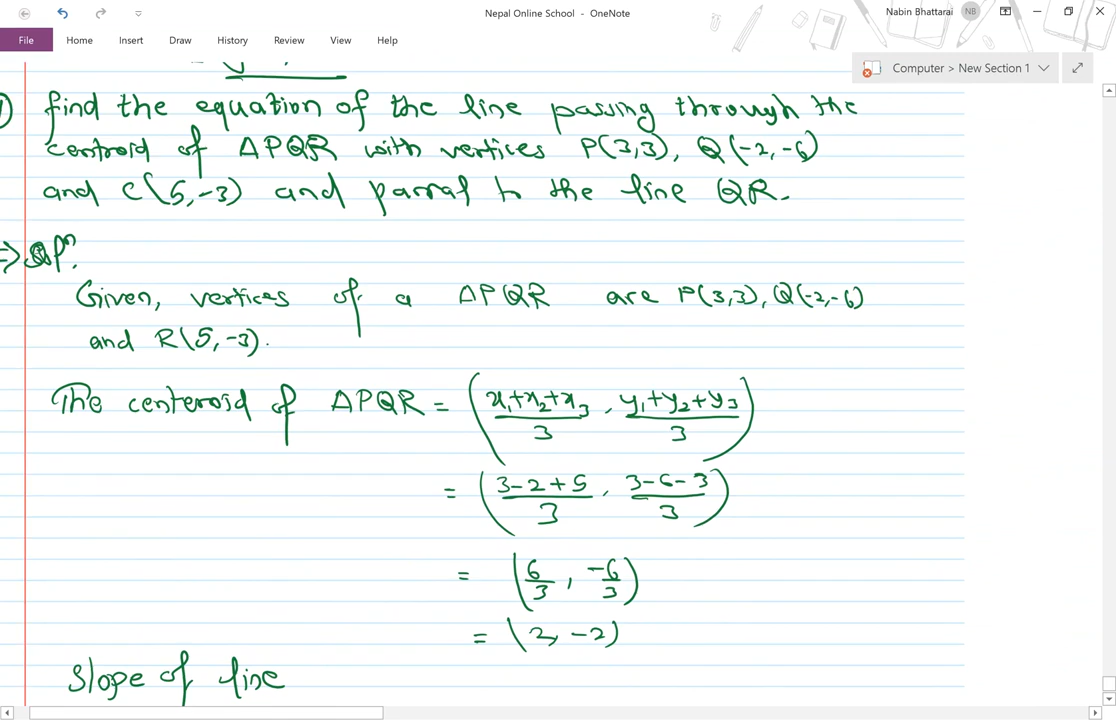 Nepal Online School - OneNote
Nabin Bhattarai NB
File Home Insert Draw History Review View Help
Computer > New Section 1
find the equation of the line passing through the
centroid of ΔPQR with vertices P(3,3), Q(-2,-6)
and C(5,-3) and parral to the line QR.
Given, vertices of a ΔPQR are P(3,3), Q(-2,-6)
and R(5,-3).
The centeroid of ΔPQR = (x₁+x₂+x₃/3, y₁+y₂+y₃/3)
= (3-2+5/3, 3-6-3/3)
= (6/3, -6/3)
= (2, -2)
Slope of line